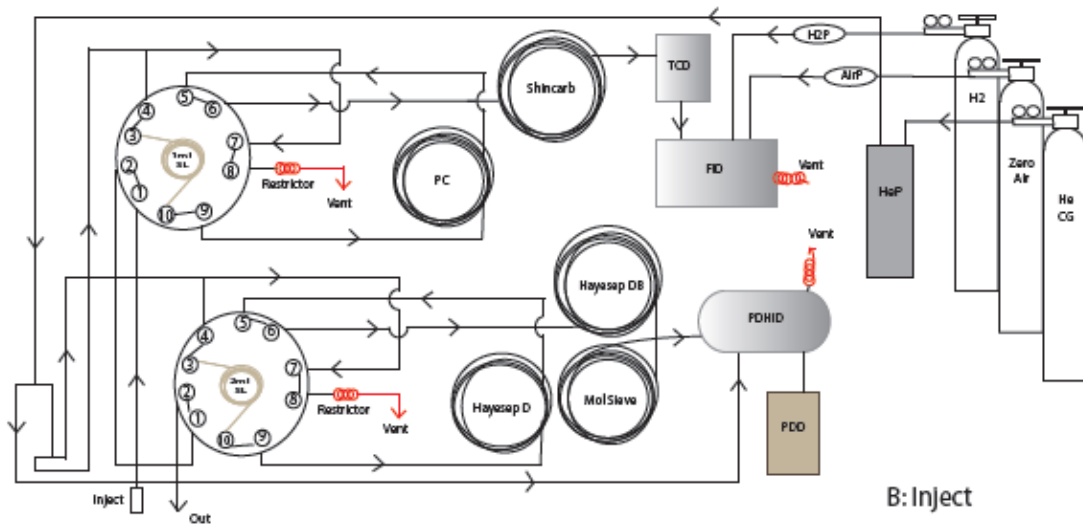 H2P
AirP
H2
Zero
Air
He
CG
HeP
TCD
FID
Vent
Shincarb
PC
5
6
4
3
7
2
8
1
10
9
1ml
SL
Restrictor
Vent
Vent
Hayesep DB
PDHID
5
6
4
3
7
2
8
1
10
9
2ml
SL
Restrictor
Vent
Hayesep D
MolSieve
PDD
Inject
Out
B: Inject